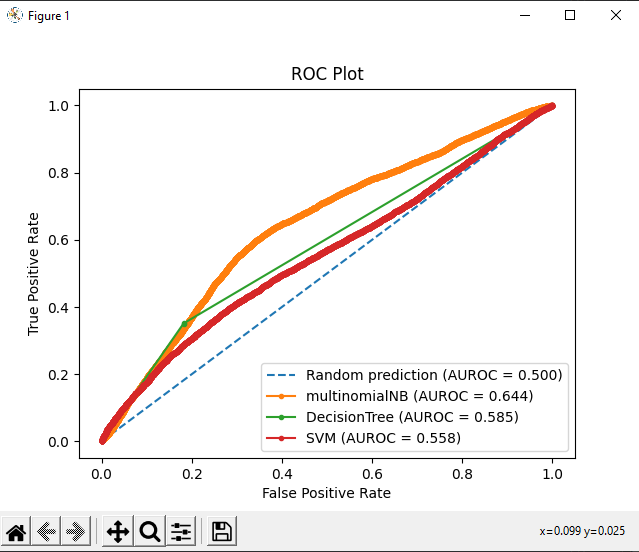 Figure 1
ROC Plot
True Positive Rate
1.0
0.8
0.6
0.4
0.2
0.0
Random prediction (AUROC = 0.500)
multinomialNB (AUROC = 0.644)
DecisionTree (AUROC = 0.585)
SVM (AUROC = 0.558)
0.0 0.2 0.4 0.6 0.8 1.0
False Positive Rate
x=0.099 y=0.025